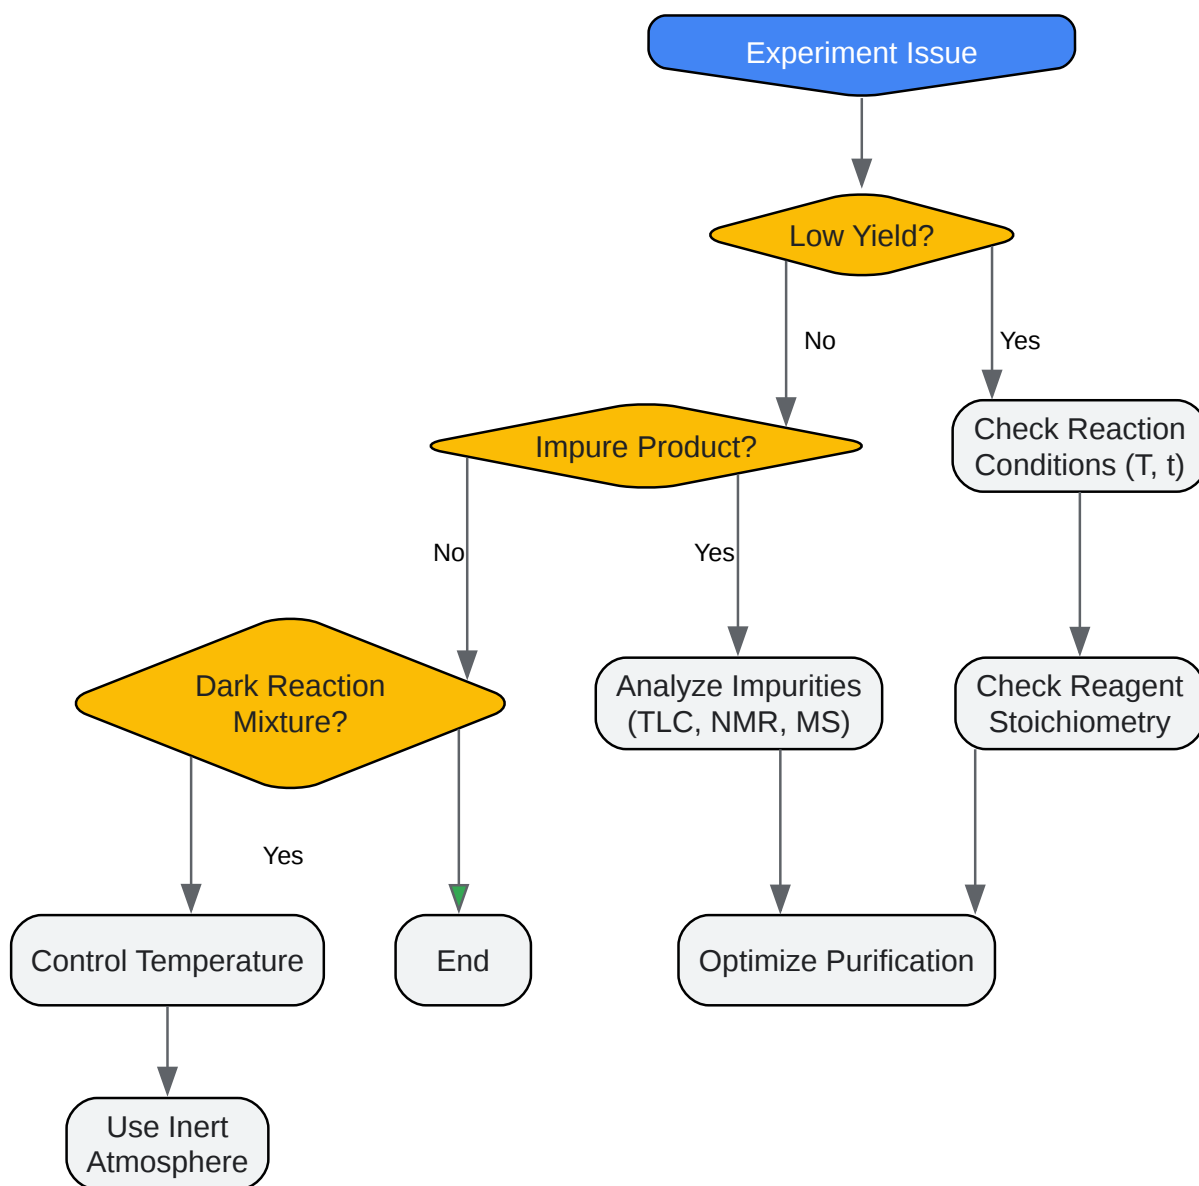 Experiment Issue
Low Yield?
No
Yes
Impure Product?
Check Reaction
Conditions (T, t)
No
Yes
Dark Reaction
Mixture?
Analyze Impurities
(TLC, NMR, MS)
Check Reagent
Stoichiometry
Yes
Control Temperature
End
Optimize Purification
Use Inert
Atmosphere